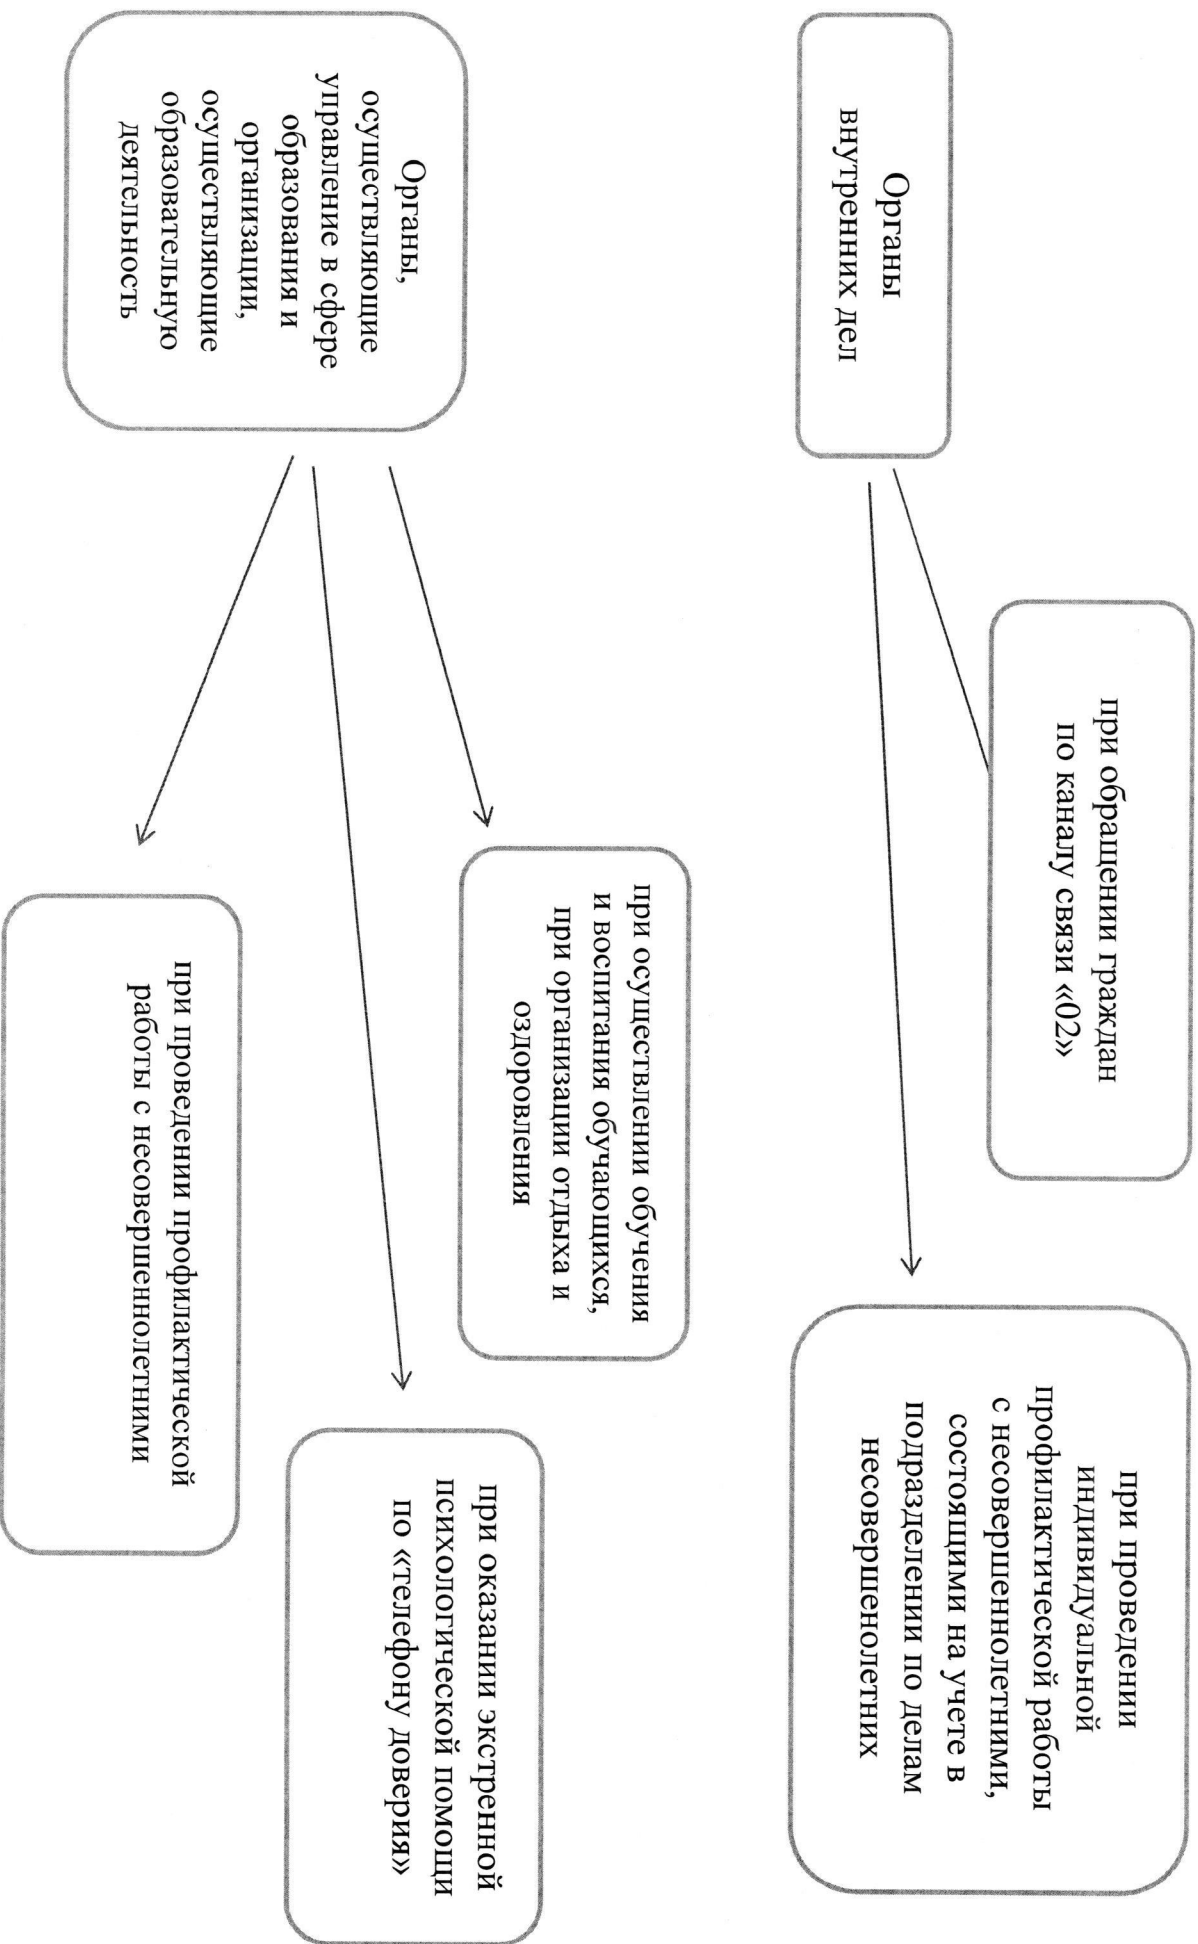 Органы
внутренних дел
при обращении граждан
по каналу связи «02»
при проведении
индивидуальной
профилактической работы
с несовершеннолетними,
состоящими на учете в
подразделении по делам
несовершенолетних
Органы,
осуществляющие
управление в сфере
образования и
организации,
осуществляющие
образовательную
деятельность
при осуществлении обучения
и воспитания обучающихся,
при организации отдыха и
оздоровления
при оказании экстренной
психологической помощи
по «телефону доверия»
при проведении профилактической
работы с несовершеннолетними